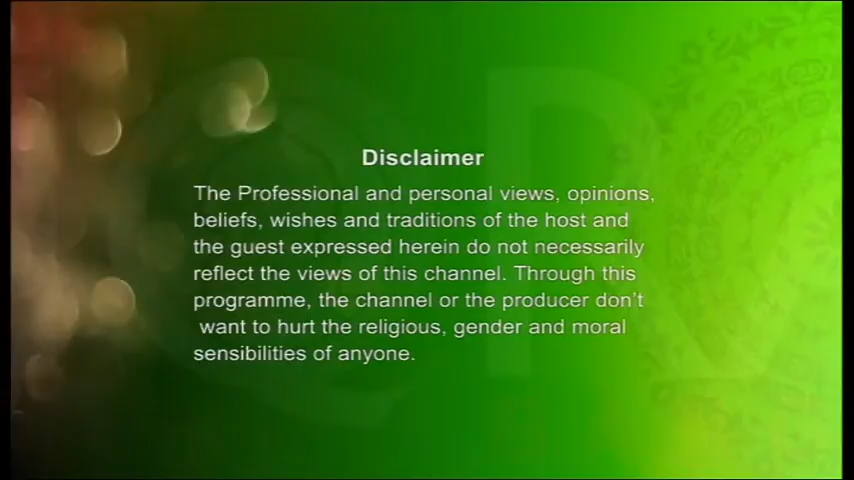 Disclaimer
The Professional and personal views, opinions,
beliefs, wishes and traditions of the host and
the guest expressed herein do not necessarily
reflect the views of this channel. Through this
programme, the channel or the producer don't
want to hurt the religious, gender and moral
sensibilities of anyone.